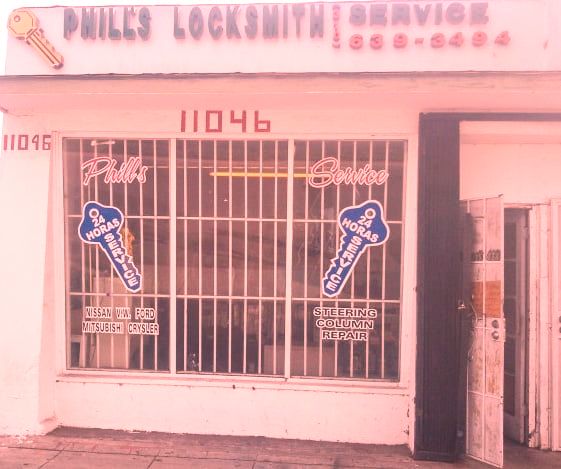 PHILL'S LOCKSMITH SERVICE
639-3494
11046
11046
Phill's Service
24 HORAS SERVICE
24 HORAS SERVICE
NISSAN V.W. FORD
MITSUBISHI CRYSLER
STEERING
COLUMN
REPAIR